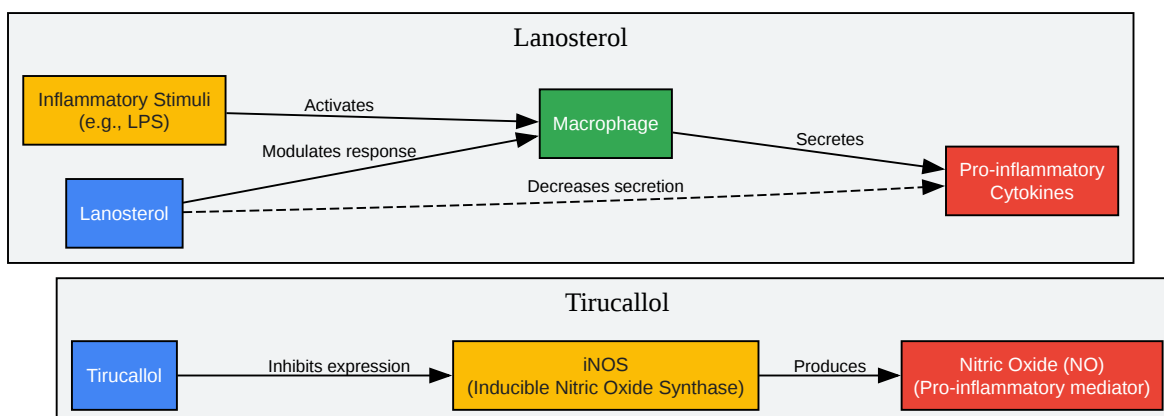 Lanosterol
Inflammatory Stimuli
(e.g., LPS)
Activates
Macrophage
Modulates response
Secretes
Pro-inflammatory
Cytokines
Decreases secretion
Lanosterol
Tirucallol
Tirucallol
Inhibits expression
iNOS
(Inducible Nitric Oxide Synthase)
Produces
Nitric Oxide (NO)
(Pro-inflammatory mediator)